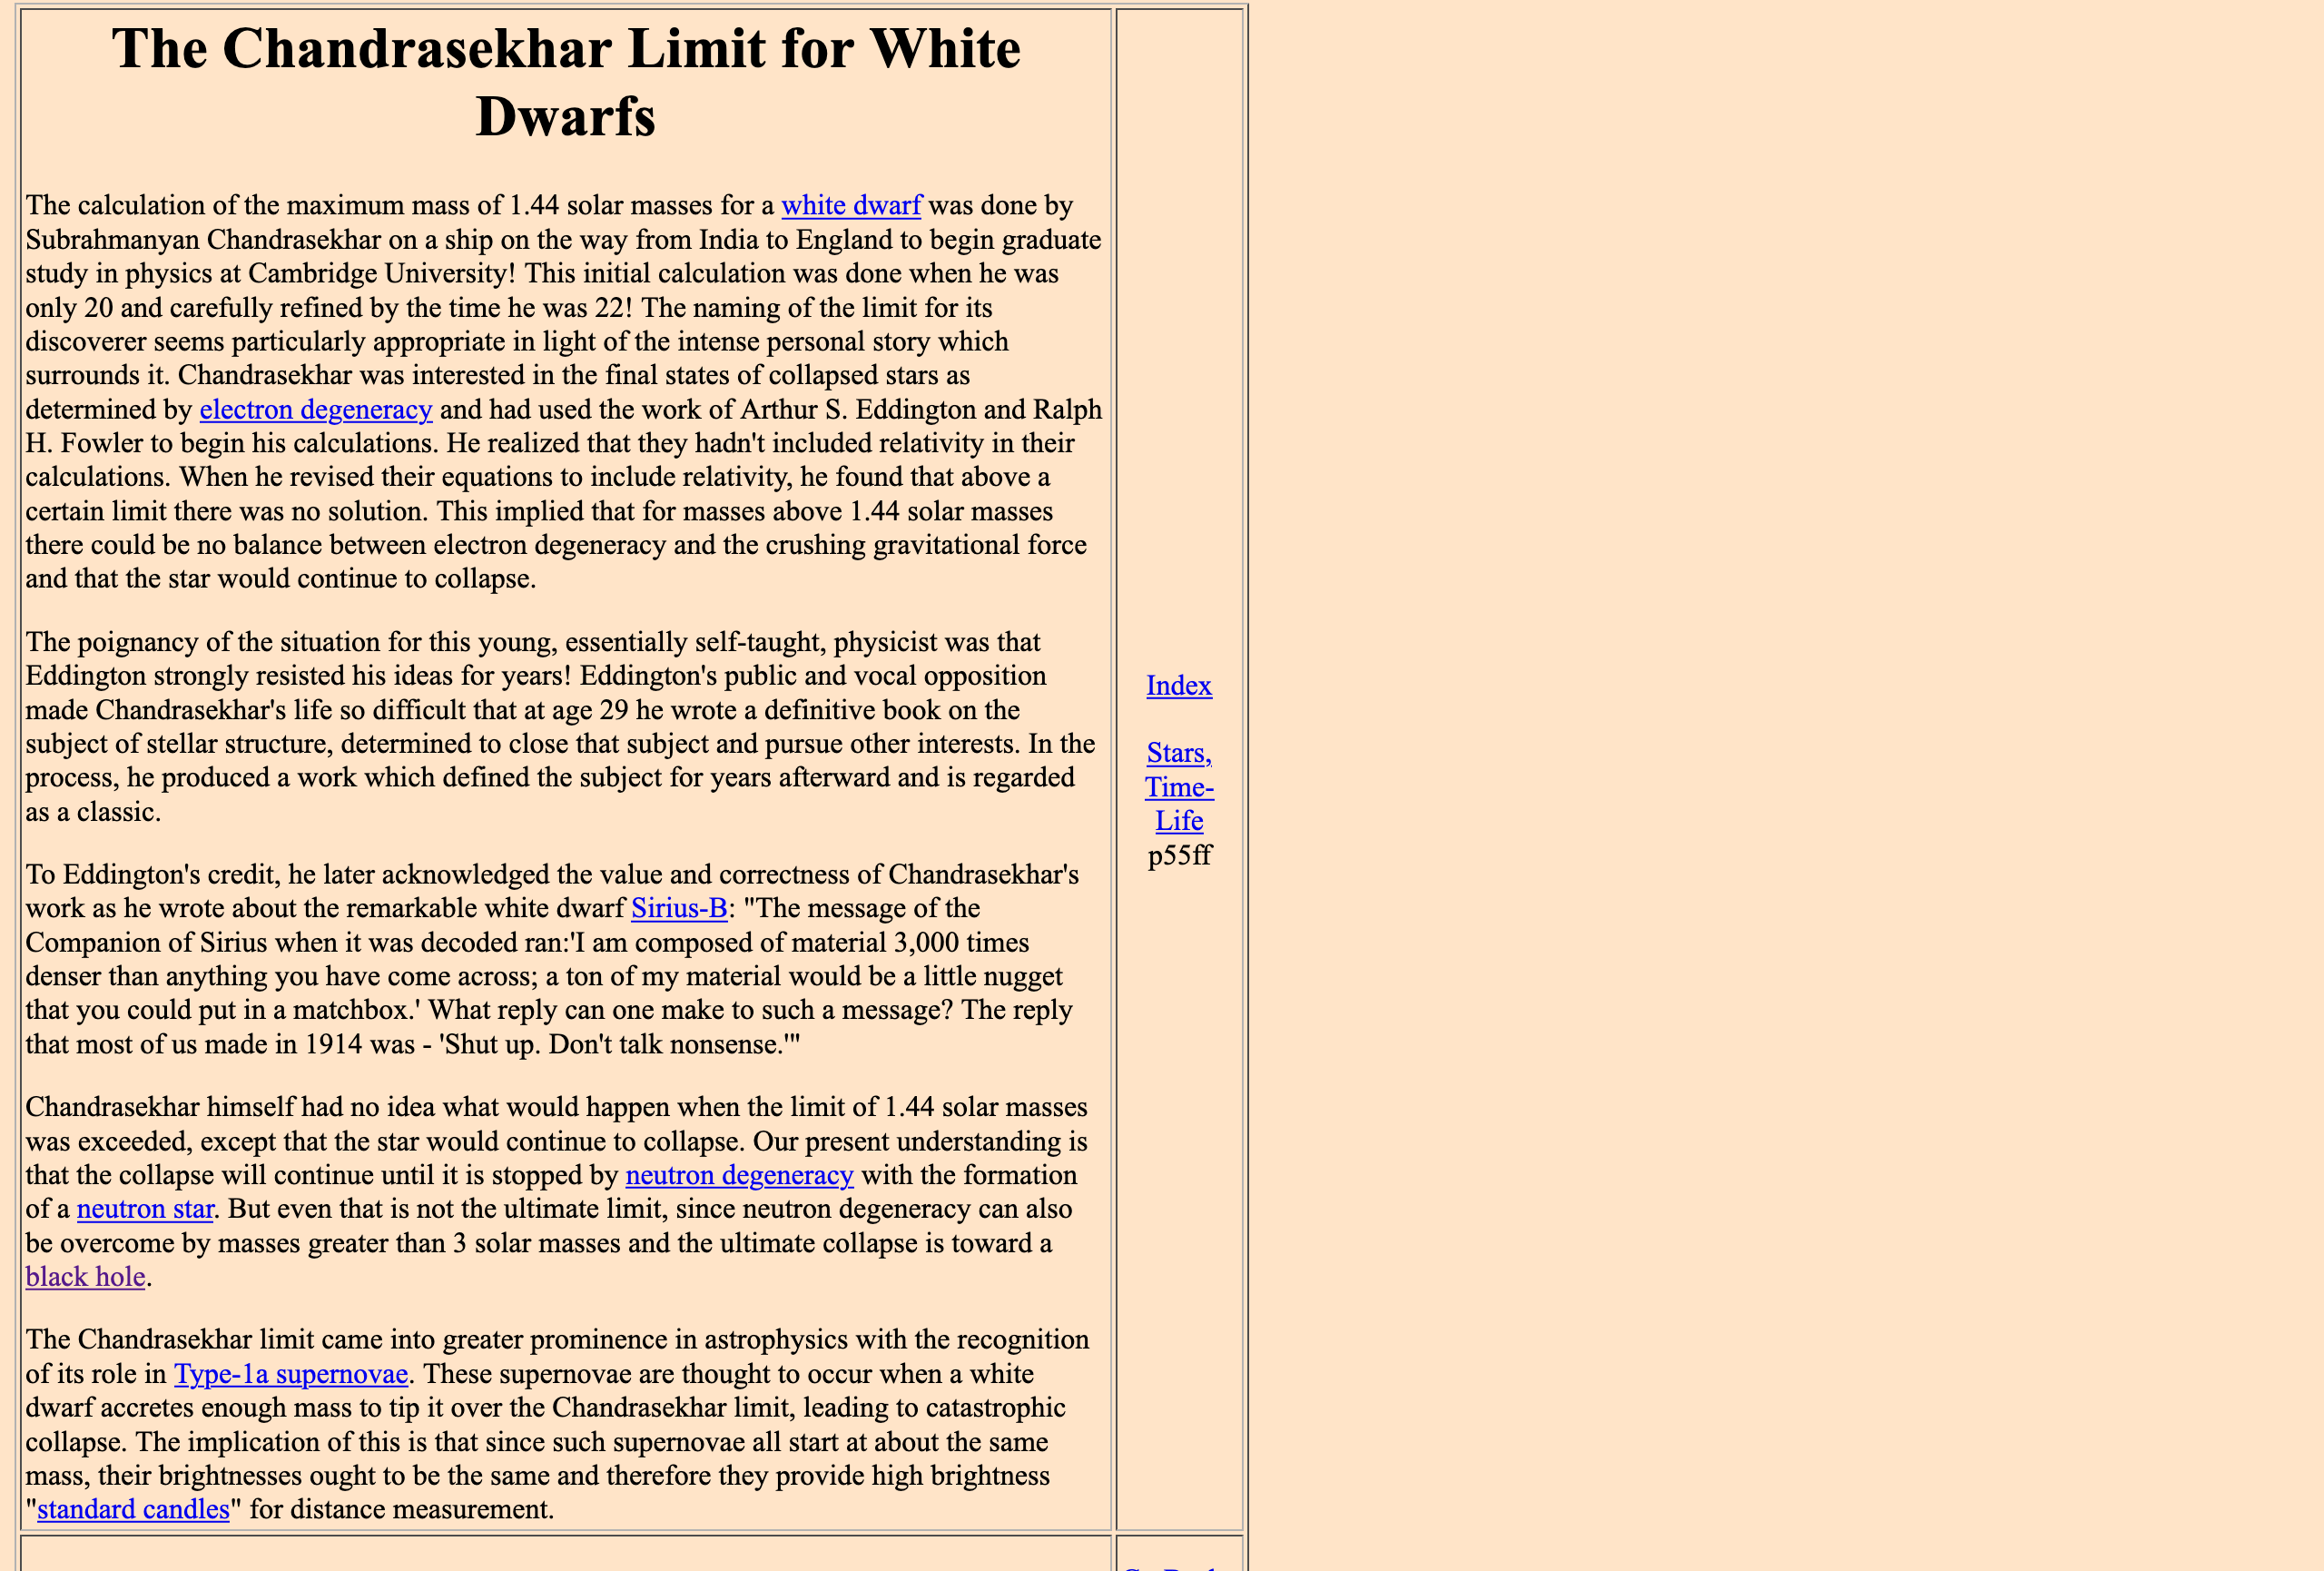 The Chandrasekhar Limit for White
Dwarfs
The calculation of the maximum mass of 1.44 solar masses for a white dwarf was done by
Subrahmanyan Chandrasekhar on a ship on the way from India to England to begin graduate
study in physics at Cambridge University! This initial calculation was done when he was
only 20 and carefully refined by the time he was 22! The naming of the limit for its
discoverer seems particularly appropriate in light of the intense personal story which
surrounds it. Chandrasekhar was interested in the final states of collapsed stars as
determined by electron degeneracy and had used the work of Arthur S. Eddington and Ralph
H. Fowler to begin his calculations. He realized that they hadn't included relativity in their
calculations. When he revised their equations to include relativity, he found that above a
certain limit there was no solution. This implied that for masses above 1.44 solar masses
there could be no balance between electron degeneracy and the crushing gravitational force
and that the star would continue to collapse.
The poignancy of the situation for this young, essentially self-taught, physicist was that
Eddington strongly resisted his ideas for years! Eddington's public and vocal opposition
made Chandrasekhar's life so difficult that at age 29 he wrote a definitive book on the
subject of stellar structure, determined to close that subject and pursue other interests. In the
process, he produced a work which defined the subject for years afterward and is regarded
as a classic.
To Eddington's credit, he later acknowledged the value and correctness of Chandrasekhar's
work as he wrote about the remarkable white dwarf Sirius-B: "The message of the
Companion of Sirius when it was decoded ran:'I am composed of material 3,000 times
denser than anything you have come across; a ton of my material would be a little nugget
that you could put in a matchbox.' What reply can one make to such a message? The reply
that most of us made in 1914 was - 'Shut up. Don't talk nonsense.'"
Chandrasekhar himself had no idea what would happen when the limit of 1.44 solar masses
was exceeded, except that the star would continue to collapse. Our present understanding is
that the collapse will continue until it is stopped by neutron degeneracy with the formation
of a neutron star. But even that is not the ultimate limit, since neutron degeneracy can also
be overcome by masses greater than 3 solar masses and the ultimate collapse is toward a
black hole.
The Chandrasekhar limit came into greater prominence in astrophysics with the recognition
of its role in Type-1a supernovae. These supernovae are thought to occur when a white
dwarf accretes enough mass to tip it over the Chandrasekhar limit, leading to catastrophic
collapse. The implication of this is that since such supernovae all start at about the same
mass, their brightnesses ought to be the same and therefore they provide high brightness
"standard candles" for distance measurement.
Index
Stars,
Time-
Life
p55ff